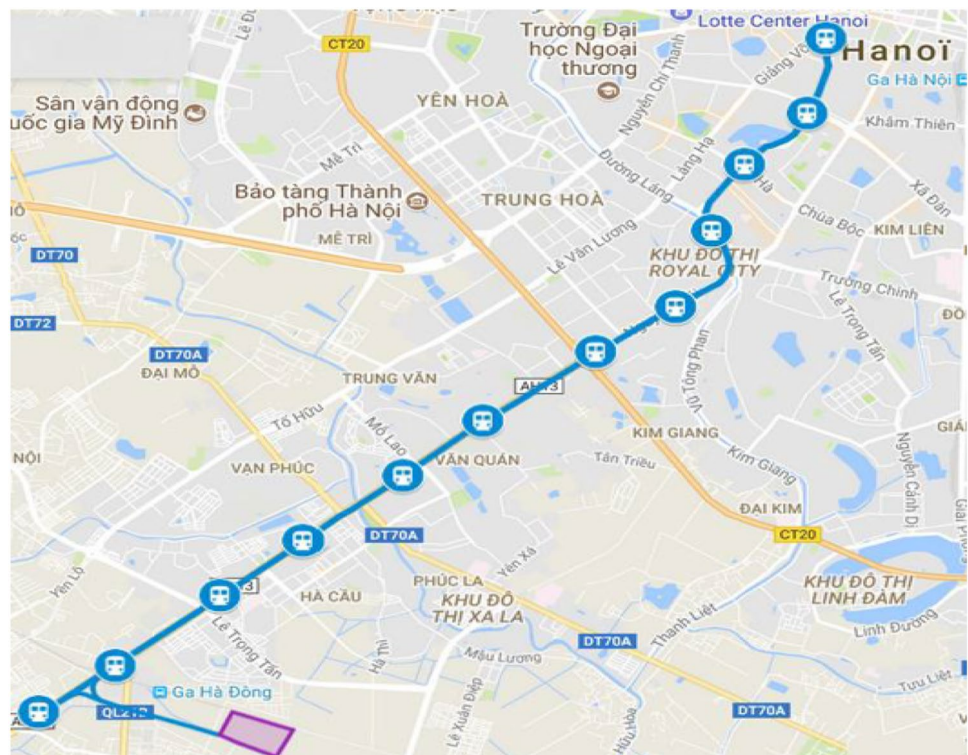 Lotte Center Hanoi
CT20
Trường Đại
học Ngoại
thương
Giảng Võ
Hanoï
Ga Hà Nội
Sân vận động
uốc gia Mỹ Đình
YÊN HOÀ
Nguyễn Chí Thanh
Khâm Thiên
Mễ Trì
Đường Láng
Láng Hạ
Hà
Xã Đàn
Bảo tàng Thành
phố Hà Nội
TRUNG HOÀ
Chùa Bộc
KIM LIÊN
MỄ TRÌ
Lê Văn Lương
DT70
KHU ĐÔ THỊ
ROYAL CITY
Trường Chinh
Lê Trọng Tấn
DT72
DT70A
ĐẠI MỖ
TRUNG VĂN
Vũ Tông Phan
Tố Hữu
Mỗ Lao
KIM GIANG
NỘI
VẠN PHÚC
VĂN QUÁN
Tân Triều
Kim Giang
Nguyễn Cảnh Dị
ĐẠI KIM
DT70A
CT20
Yên Lộ
Yên Xá
PHÚC LA
HÀ CẦU
KHU ĐÔ
THỊ XA LA
KHU ĐÔ THỊ
LINH ĐÀM
Lê Trọng Tấn
Thanh Liệt
Linh Đường
DT70A
Hà Trì
Mậu Lương
Tựu Liệt
Ga Hà Đông
Lê Xuân Điệp
Hữu Hòa
DT70A